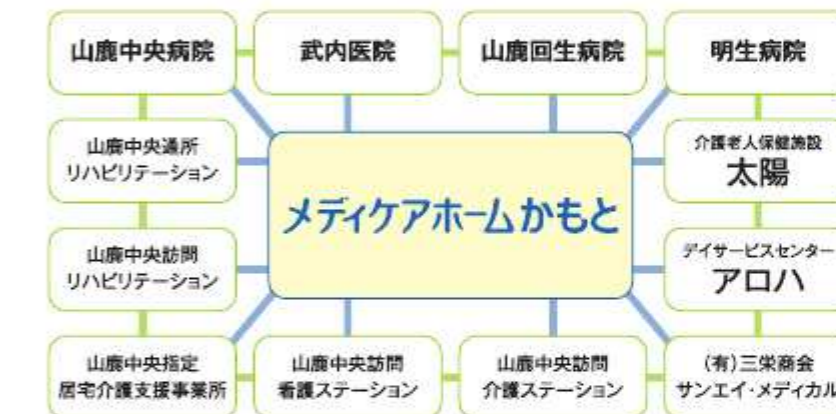 山鹿中央病院
武内医院
山鹿回生病院
明生病院
山鹿中央通所
リハビリテーション
介護老人保健施設
太陽
メディケアホームかもと
山鹿中央訪問
リハビリテーション
デイサービスセンター
アロハ
山鹿中央指定
居宅介護支援事業所
山鹿中央訪問
看護ステーション
山鹿中央訪問
介護ステーション
(有)三栄商会
サンエイ・メディカル